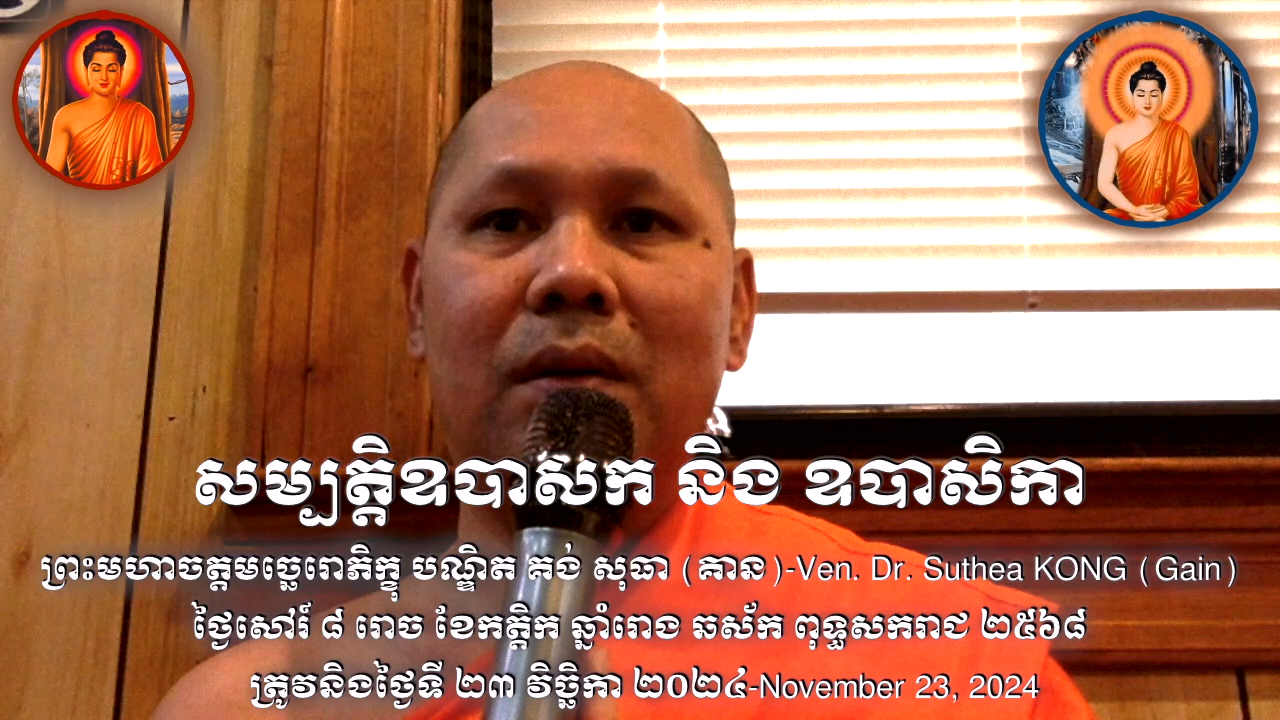 សម្បត្តិឧបាសក និង ឧបាសិកា
ព្រះមហាចត្តមច្ឆេរោភិក្ខុ បណ្ឌិត គង់ សុធា (គាន)-Ven. Dr. Suthea KONG (Gain)
ថ្ងៃសៅរ៍ ៨ រោច ខែកត្តិក ឆ្នាំរោង ឆស័ក ពុទ្ធសករាជ ២៥៦៨
ត្រូវនិងថ្ងៃទី ២៣ វិច្ឆិកា ២០២៤-November 23, 2024